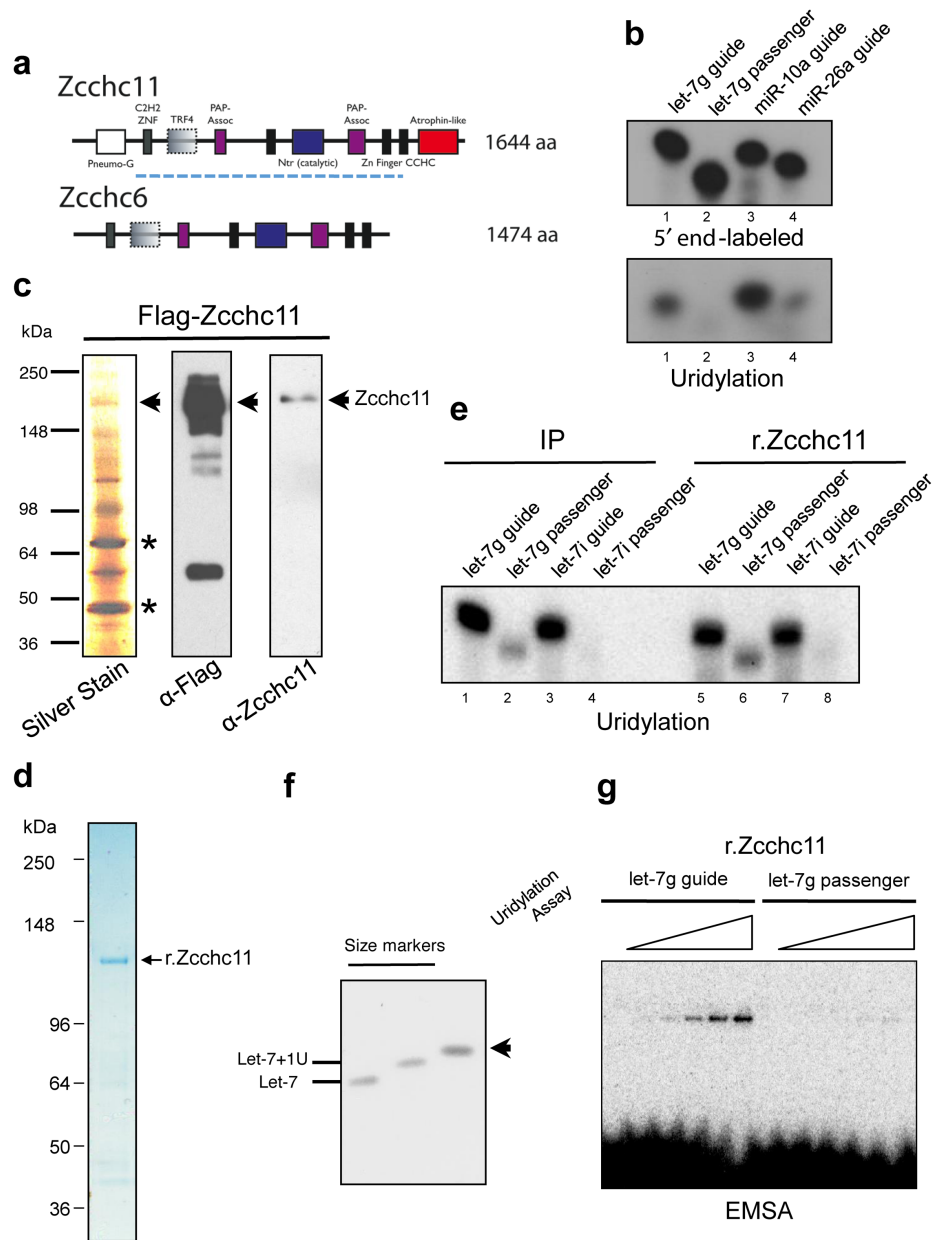 a
Zcchc11
C2H2
ZNF
TRF4
PAP-
Assoc
PAP-
Assoc
Atrophin-like
1644 aa
Pneumo-G
Ntr (catalytic)
Zn Finger CCHC
Zcchc6
1474 aa
b
let-7g guide
let-7g passenger
miR-10a guide
miR-26a guide
1 2 3 4
5′ end-labeled
1 2 3 4
Uridylation
c
Flag-Zcchc11
kDa
250
148
98
64
50
36
Zcchc11
*
*
Silver Stain
α-Flag
α-Zcchc11
e
IP
r.Zcchc11
let-7g guide
let-7g passenger
let-7i guide
let-7i passenger
let-7g guide
let-7g passenger
let-7i guide
let-7i passenger
1 2 3 4 5 6 7 8
Uridylation
d
kDa
250
148
r.Zcchc11
96
64
50
36
f
Uridylation
Assay
Size markers
Let-7+1U
Let-7
g
r.Zcchc11
let-7g guide
let-7g passenger
EMSA